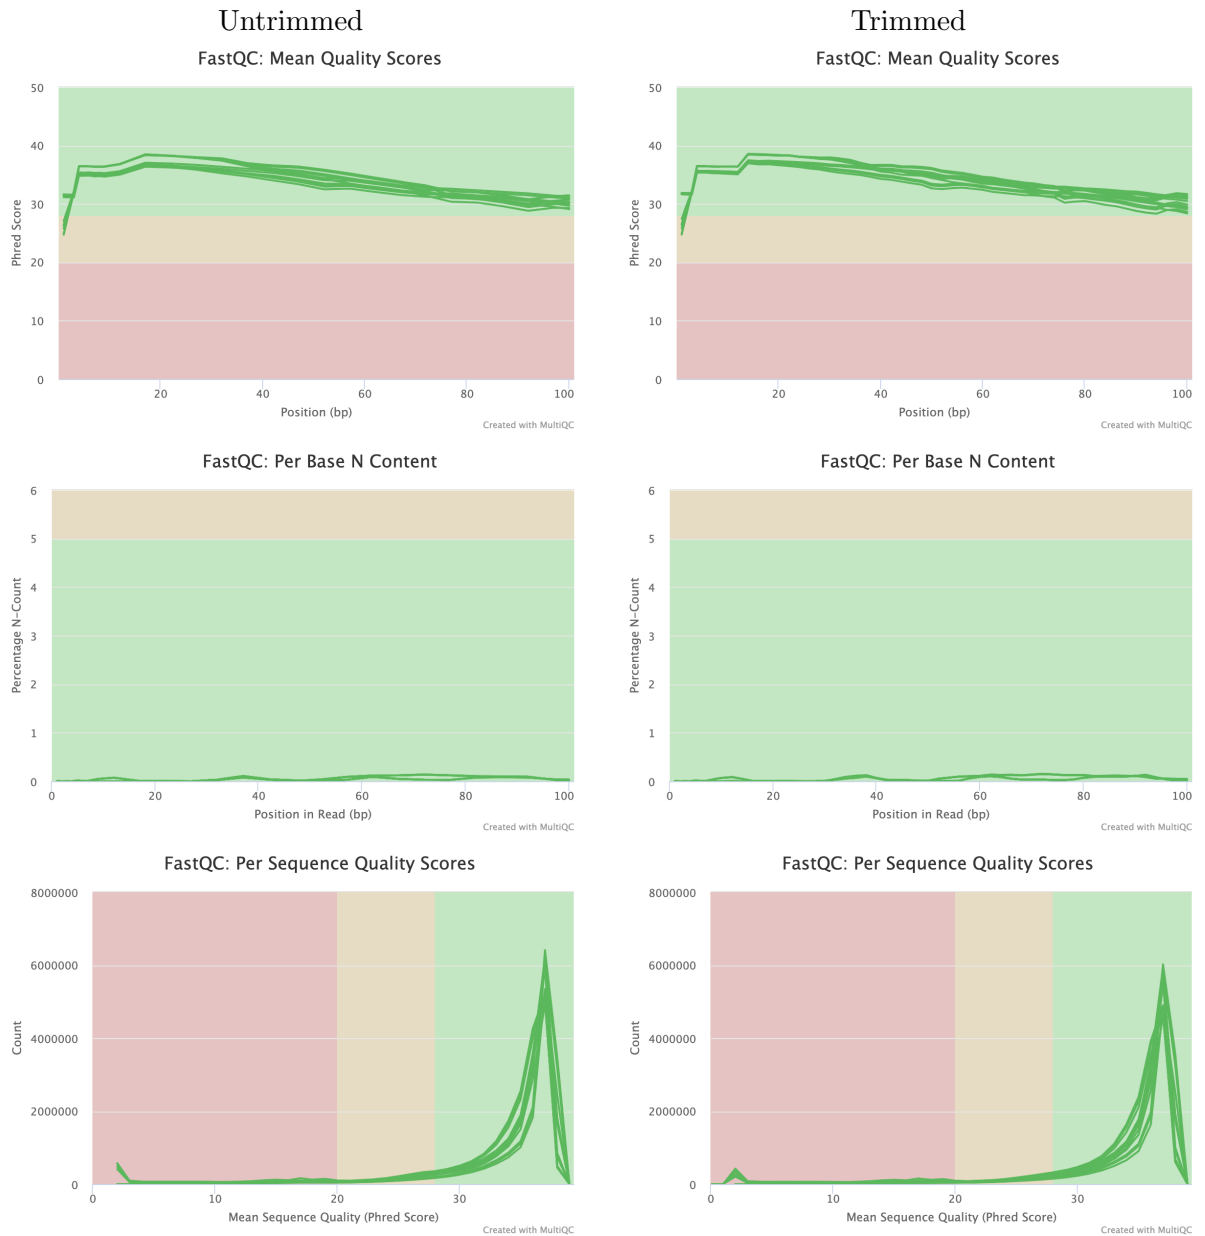 Untrimmed
Trimmed
FastQC: Mean Quality Scores
50
40
30
20
10
0
Phred Score
20
40
60
80
100
Position (bp)
Created with MultiQC
FastQC: Mean Quality Scores
50
40
30
20
10
0
Phred Score
20
40
60
80
100
Position (bp)
Created with MultiQC
FastQC: Per Base N Content
6
5
4
3
2
1
0
Percentage N-Count
0
20
40
60
80
100
Position in Read (bp)
Created with MultiQC
FastQC: Per Base N Content
6
5
4
3
2
1
0
Percentage N-Count
0
20
40
60
80
100
Position in Read (bp)
Created with MultiQC
FastQC: Per Sequence Quality Scores
8000000
6000000
4000000
2000000
0
Count
0
10
20
30
Mean Sequence Quality (Phred Score)
Created with MultiQC
FastQC: Per Sequence Quality Scores
8000000
6000000
4000000
2000000
0
Count
0
10
20
30
Mean Sequence Quality (Phred Score)
Created with MultiQC